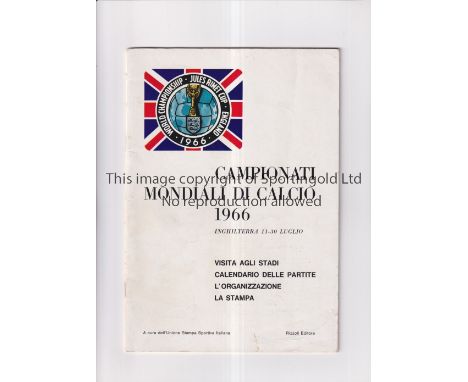 WORLD CHAMPIONSHIP · JULES RIMET CUP · ENGLAND
· 1966 ·
CAMPIONATI
This image copyright of Sportingold Ltd
MONDIALI DI CALCIO
No reproduction allowed
1966
INGHILTERRA 11-30 LUGLIO
VISITA AGLI STADI
CALENDARIO DELLE PARTITE
L'ORGANIZZAZIONE
LA STAMPA
A cura dell'Unione Stampa Sportiva Italiana
Rizzoli Editore